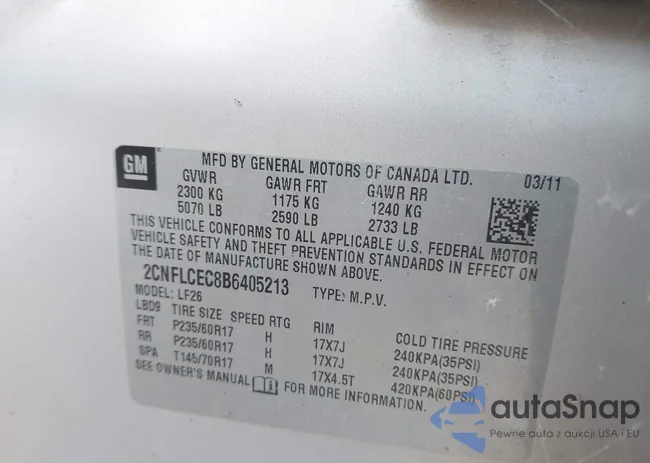 GM
MFD BY GENERAL MOTORS OF CANADA LTD. 03/11
GVWR GAWR FRT GAWR RR
2300 KG 1175 KG 1240 KG
5070 LB 2590 LB 2733 LB
THIS VEHICLE CONFORMS TO ALL APPLICABLE U.S. FEDERAL MOTOR
VEHICLE SAFETY AND THEFT PREVENTION STANDARDS IN EFFECT ON
THE DATE OF MANUFACTURE SHOWN ABOVE.
2CNFLCEC8B6405213 TYPE: M.P.V.
MODEL: LF26
LBD9 TIRE SIZE SPEED RTG RIM COLD TIRE PRESSURE
FRT P235/60R17 H 17X7J 240KPA(35PSI)
RR P235/60R17 H 17X7J 240KPA(35PSI)
SPA T145/70R17 M 17X4.5T 420KPA(60PSI)
SEE OWNER'S MANUAL FOR MORE INFORMATION.
autaSnap
Pewne auta z aukcji USA i EU